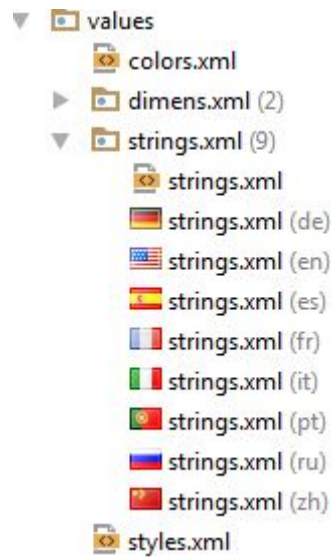 values
colors.xml
dimens.xml (2)
strings.xml (9)
strings.xml
strings.xml (de)
strings.xml (en)
strings.xml (es)
strings.xml (fr)
strings.xml (it)
strings.xml (pt)
strings.xml (ru)
strings.xml (zh)
styles.xml